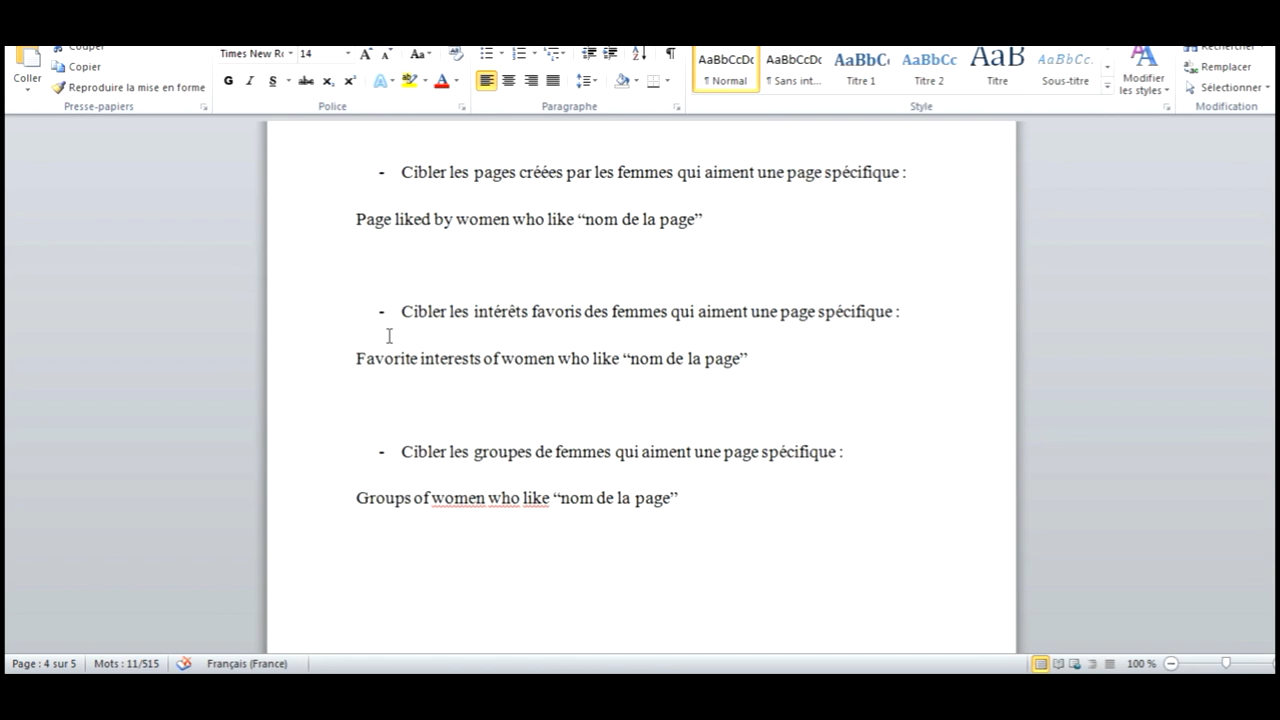 Couper
Times New Ro 14
AaBbCcDc AaBbCcDc AaBbC AaBbCc AaB AaBbCc.
Rechercher
Coller
Copier
Reproduire la mise en forme
G I S abc x₂ x²
¶ Normal ¶ Sans int... Titre 1 Titre 2 Titre Sous-titre
Modifier les styles
Remplacer
Sélectionner
Presse-papiers Police Paragraphe Style Modification
- Cibler les pages créées par les femmes qui aiment une page spécifique :
Page liked by women who like “nom de la page”
- Cibler les intérêts favoris des femmes qui aiment une page spécifique :
Favorite interests of women who like “nom de la page”
- Cibler les groupes de femmes qui aiment une page spécifique :
Groups of women who like “nom de la page”
Page : 4 sur 5 Mots : 11/515 Français (France) 100 %